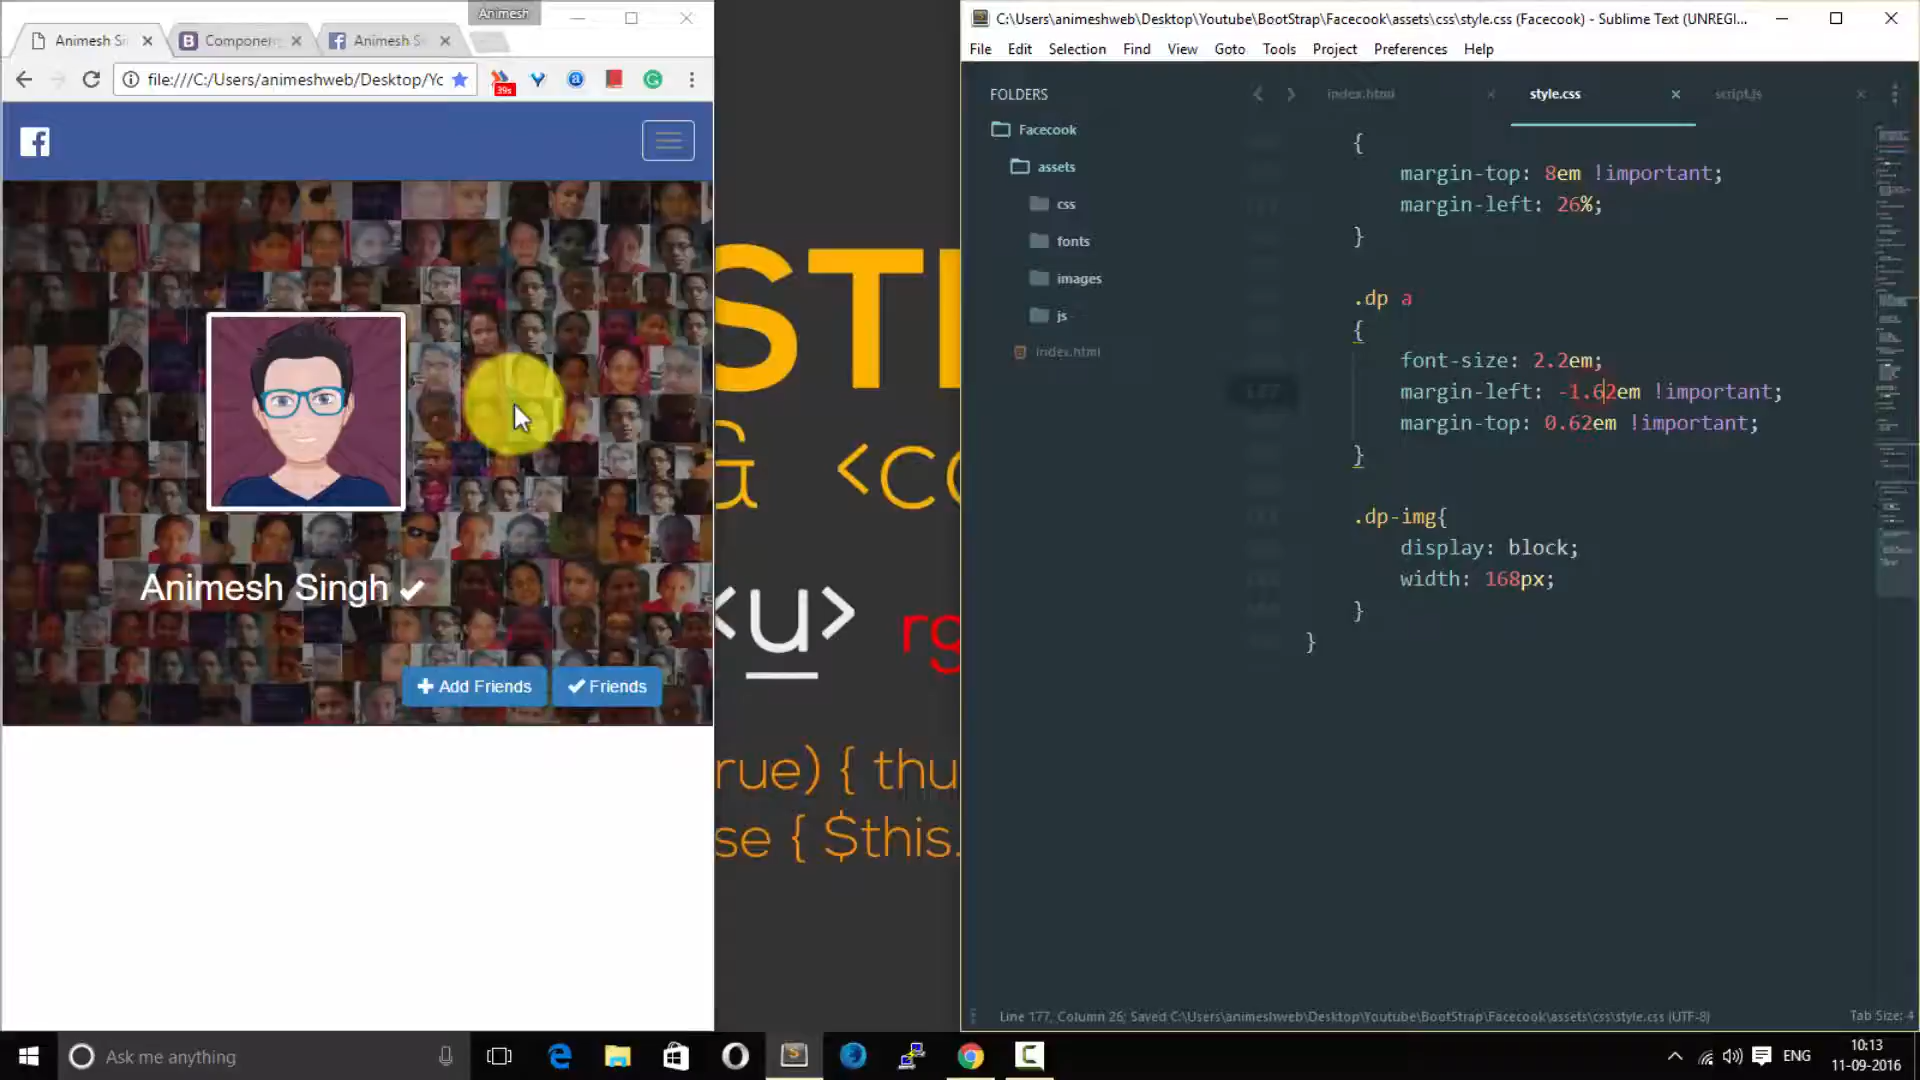 Animesh
Animesh Si
Componen
Animesh S
file:///C:/Users/animeshweb/Desktop/Yc
39s
Animesh Singh
Add Friends
Friends
STI
G <co
<u> rg
rue) { thu
se { $this.
C:\Users\animeshweb\Desktop\Youtube\BootStrap\Facecook\assets\css\style.css (Facecook) - Sublime Text (UNREGI...
File Edit Selection Find View Goto Tools Project Preferences Help
FOLDERS
Facecook
assets
css
fonts
images
js
index.html
index.html
style.css
script.js
{
margin-top: 8em !important;
margin-left: 26%;
}
.dp a
{
font-size: 2.2em;
177
margin-left: -1.62em !important;
margin-top: 0.62em !important;
}
.dp-img{
display: block;
width: 168px;
}
}
Line 177, Column 26; Saved C:\Users\animeshweb\Desktop\Youtube\BootStrap\Facecook\assets\css\style.css (UTF-8)
Tab Size: 4
Ask me anything
ENG
10:13
11-09-2016